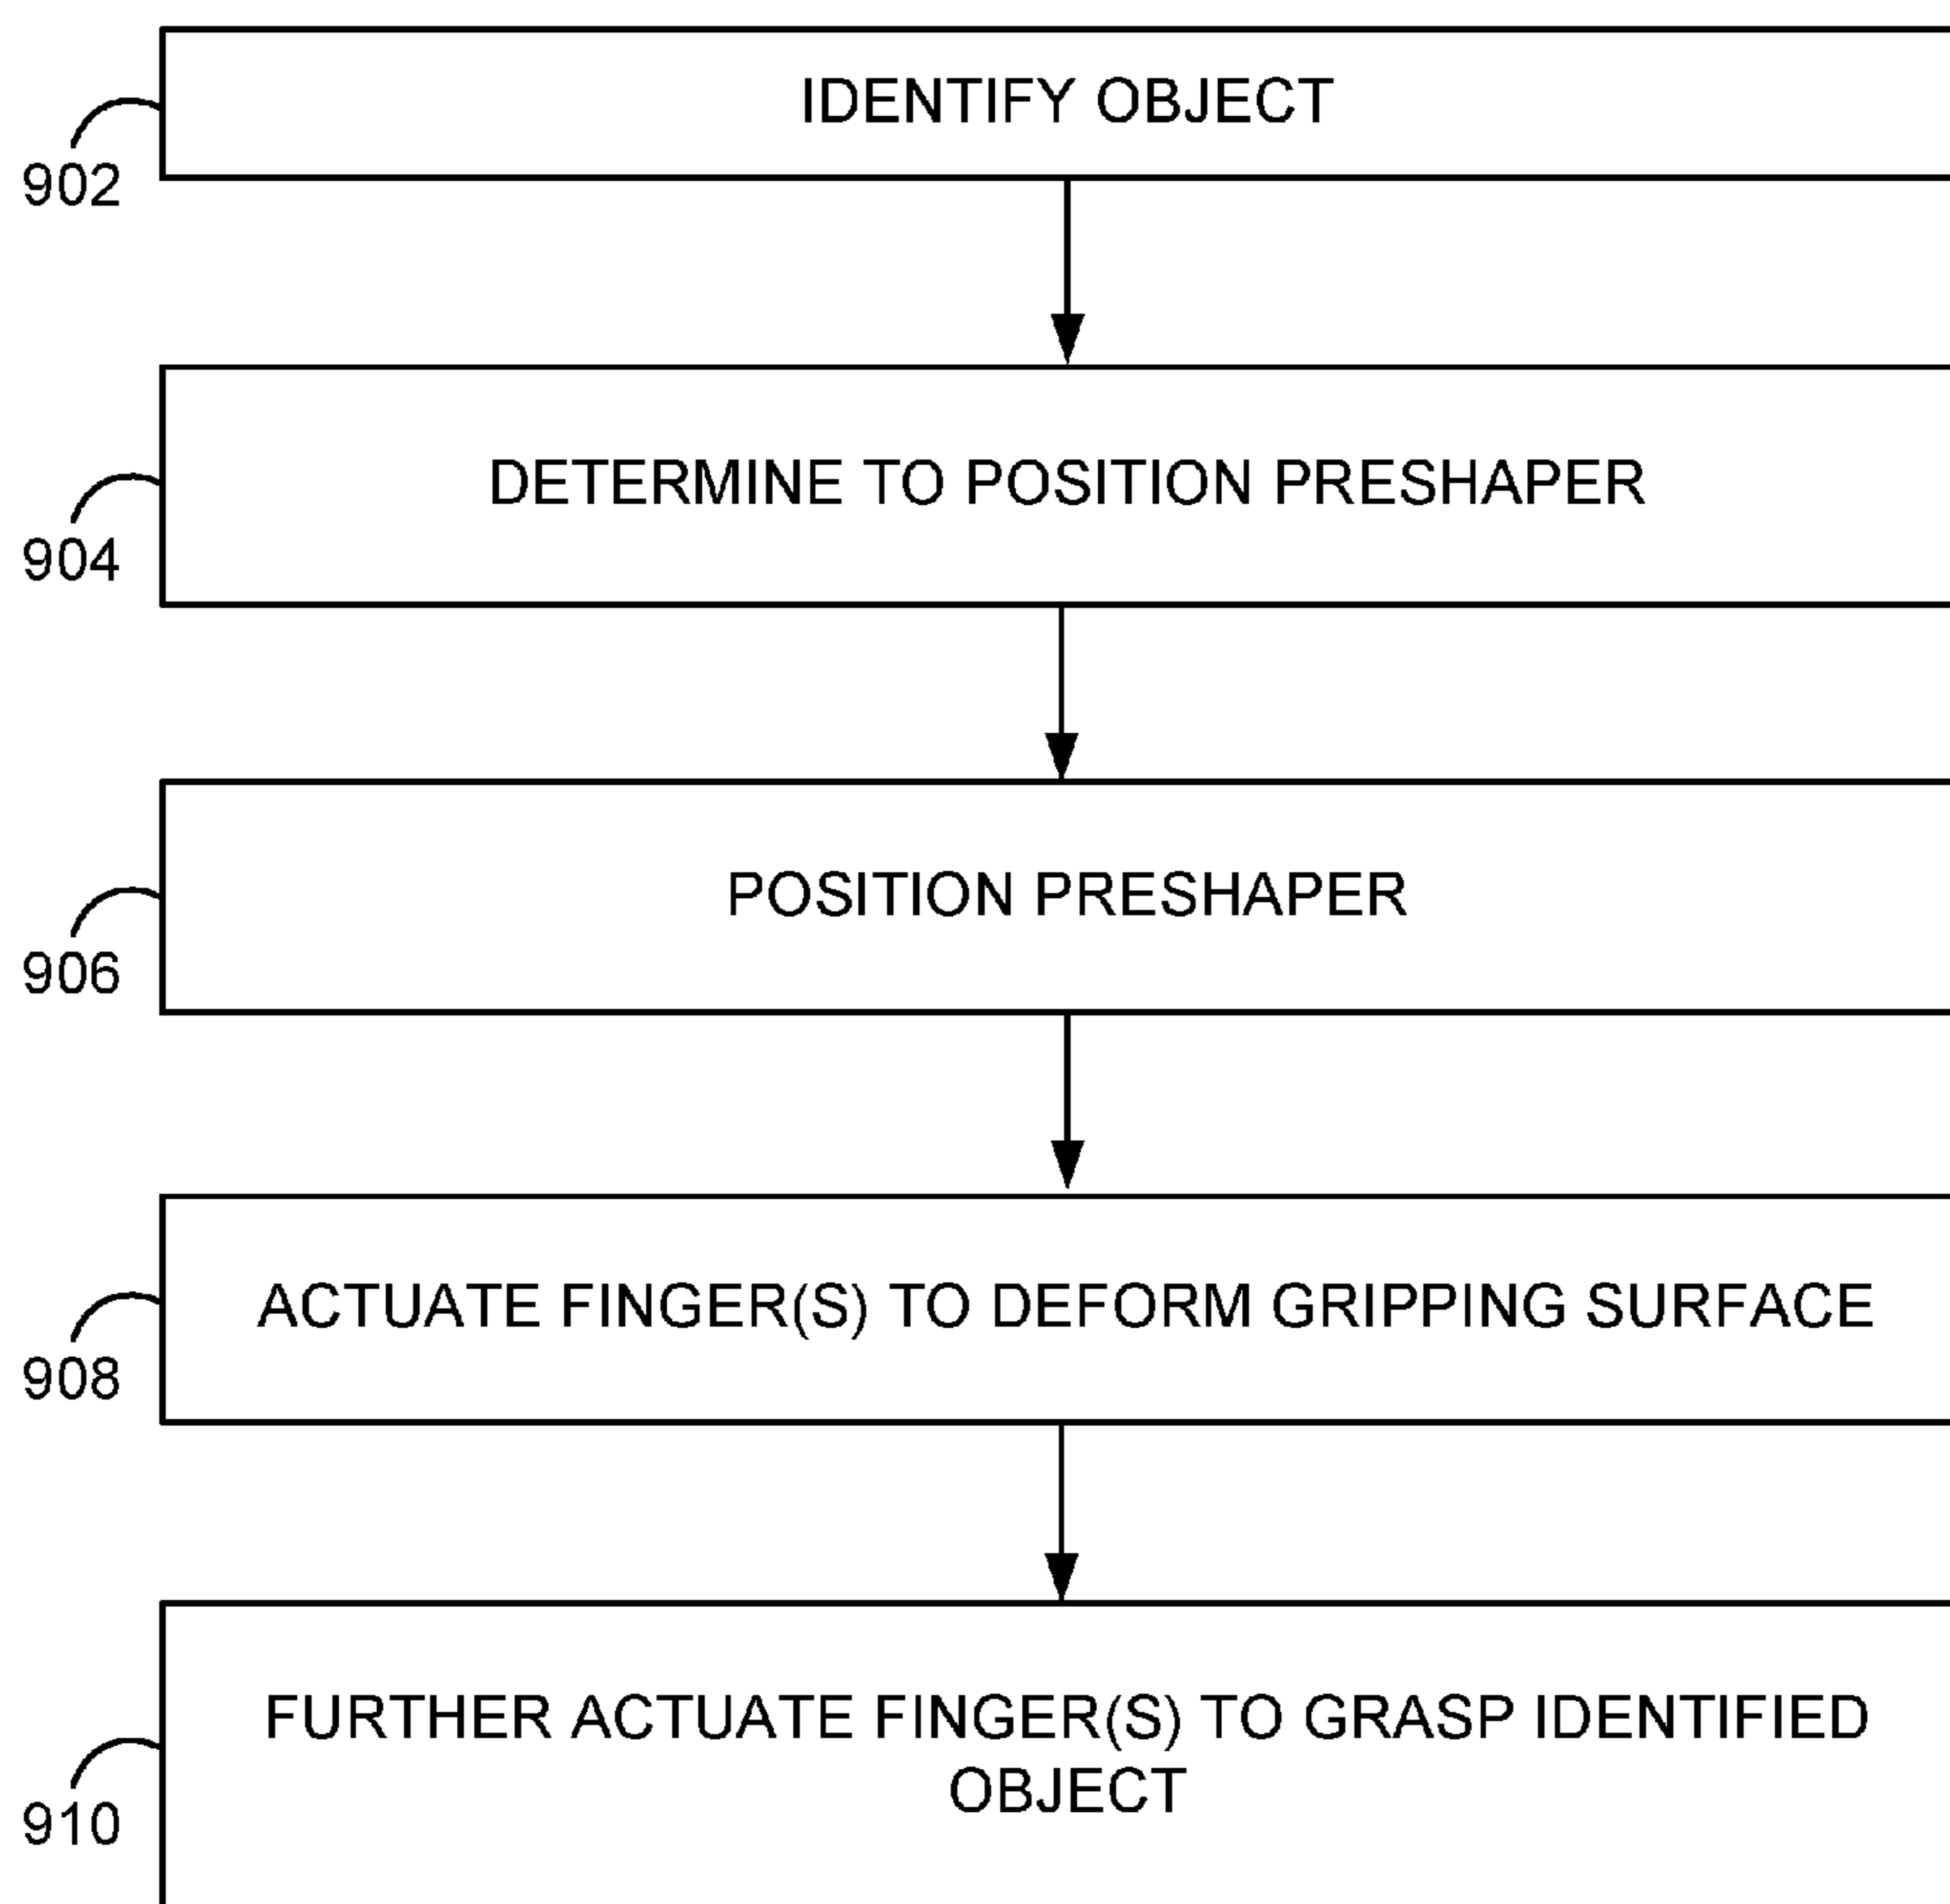 IDENTIFY OBJECT
902
DETERMINE TO POSITION PRESHAPER
904
POSITION PRESHAPER
906
ACTUATE FINGER(S) TO DEFORM GRIPPING SURFACE
908
FURTHER ACTUATE FINGER(S) TO GRASP IDENTIFIED
OBJECT
910